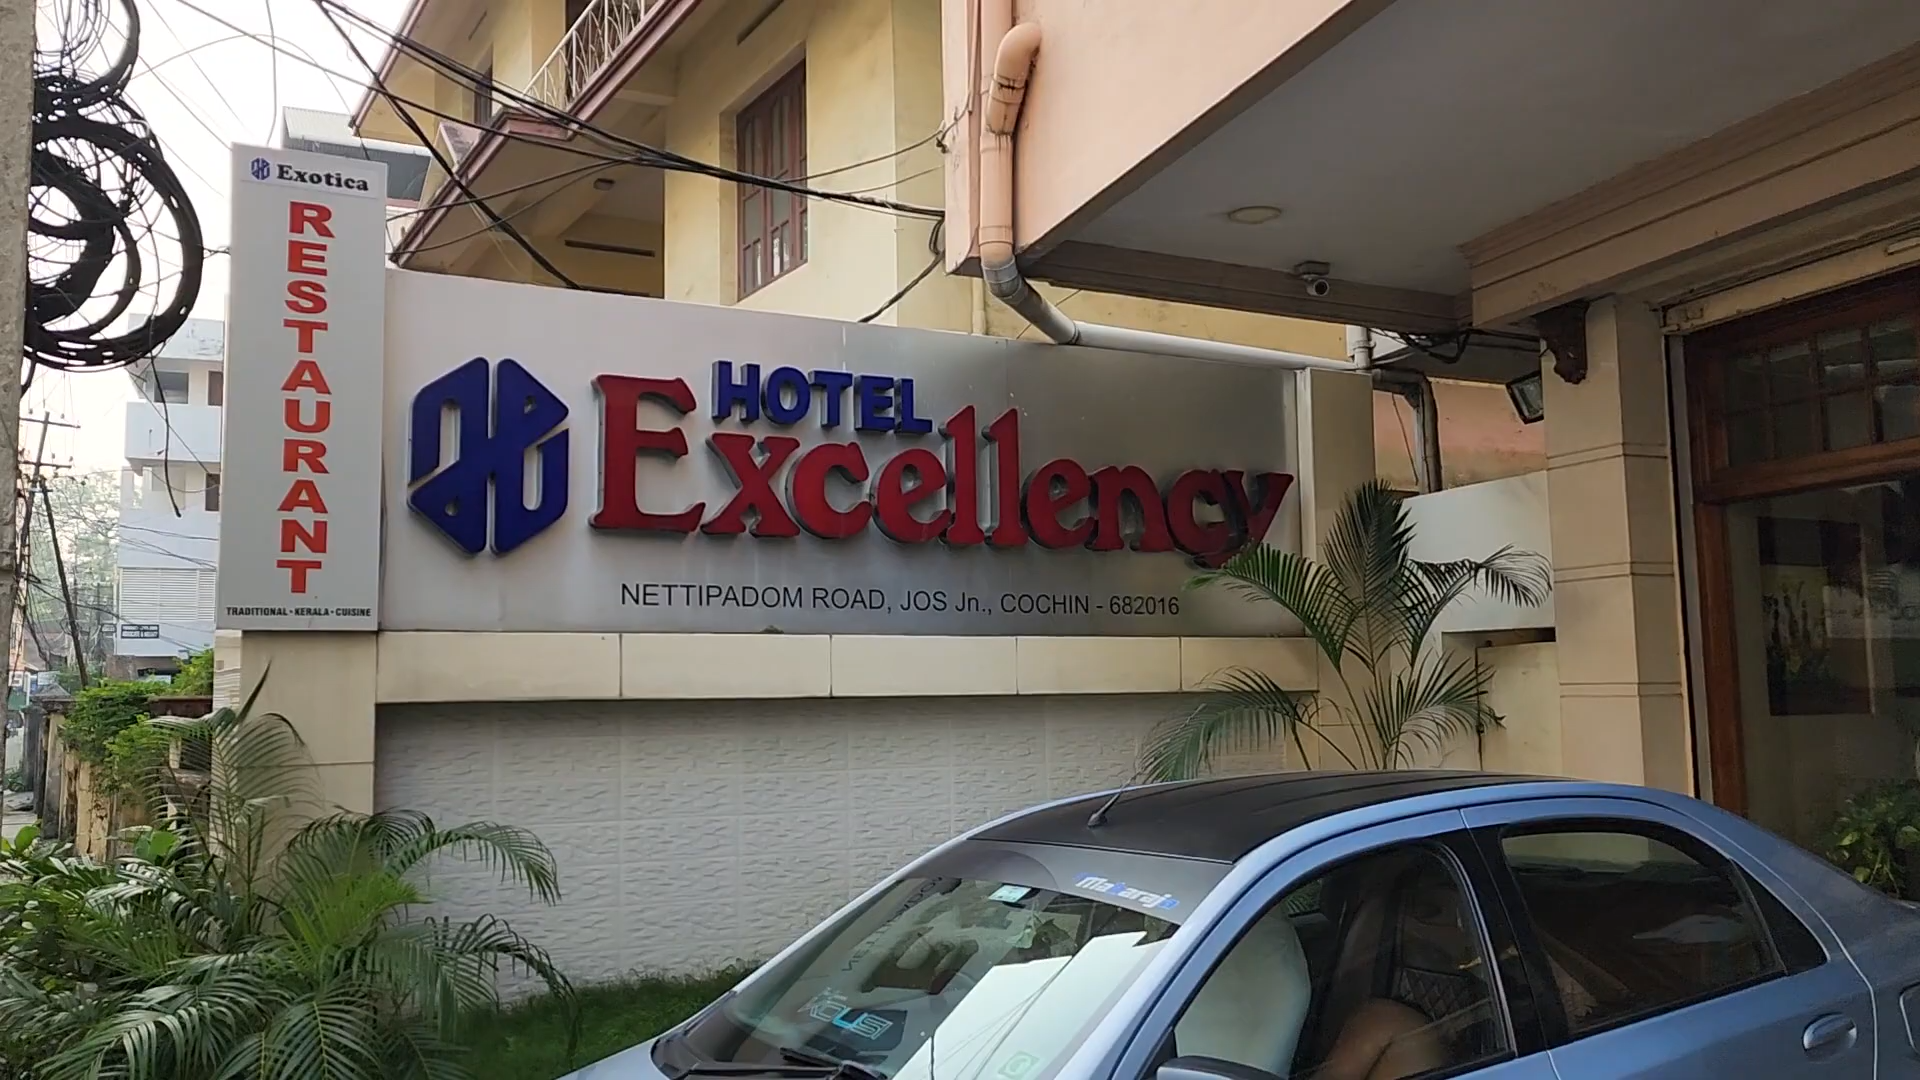 Exotica
RESTAURANT
TRADITIONAL - KERALA - CUISINE
HOTEL
Excellency
NETTIPADOM ROAD, JOS Jn., COCHIN - 682016
Maharaja